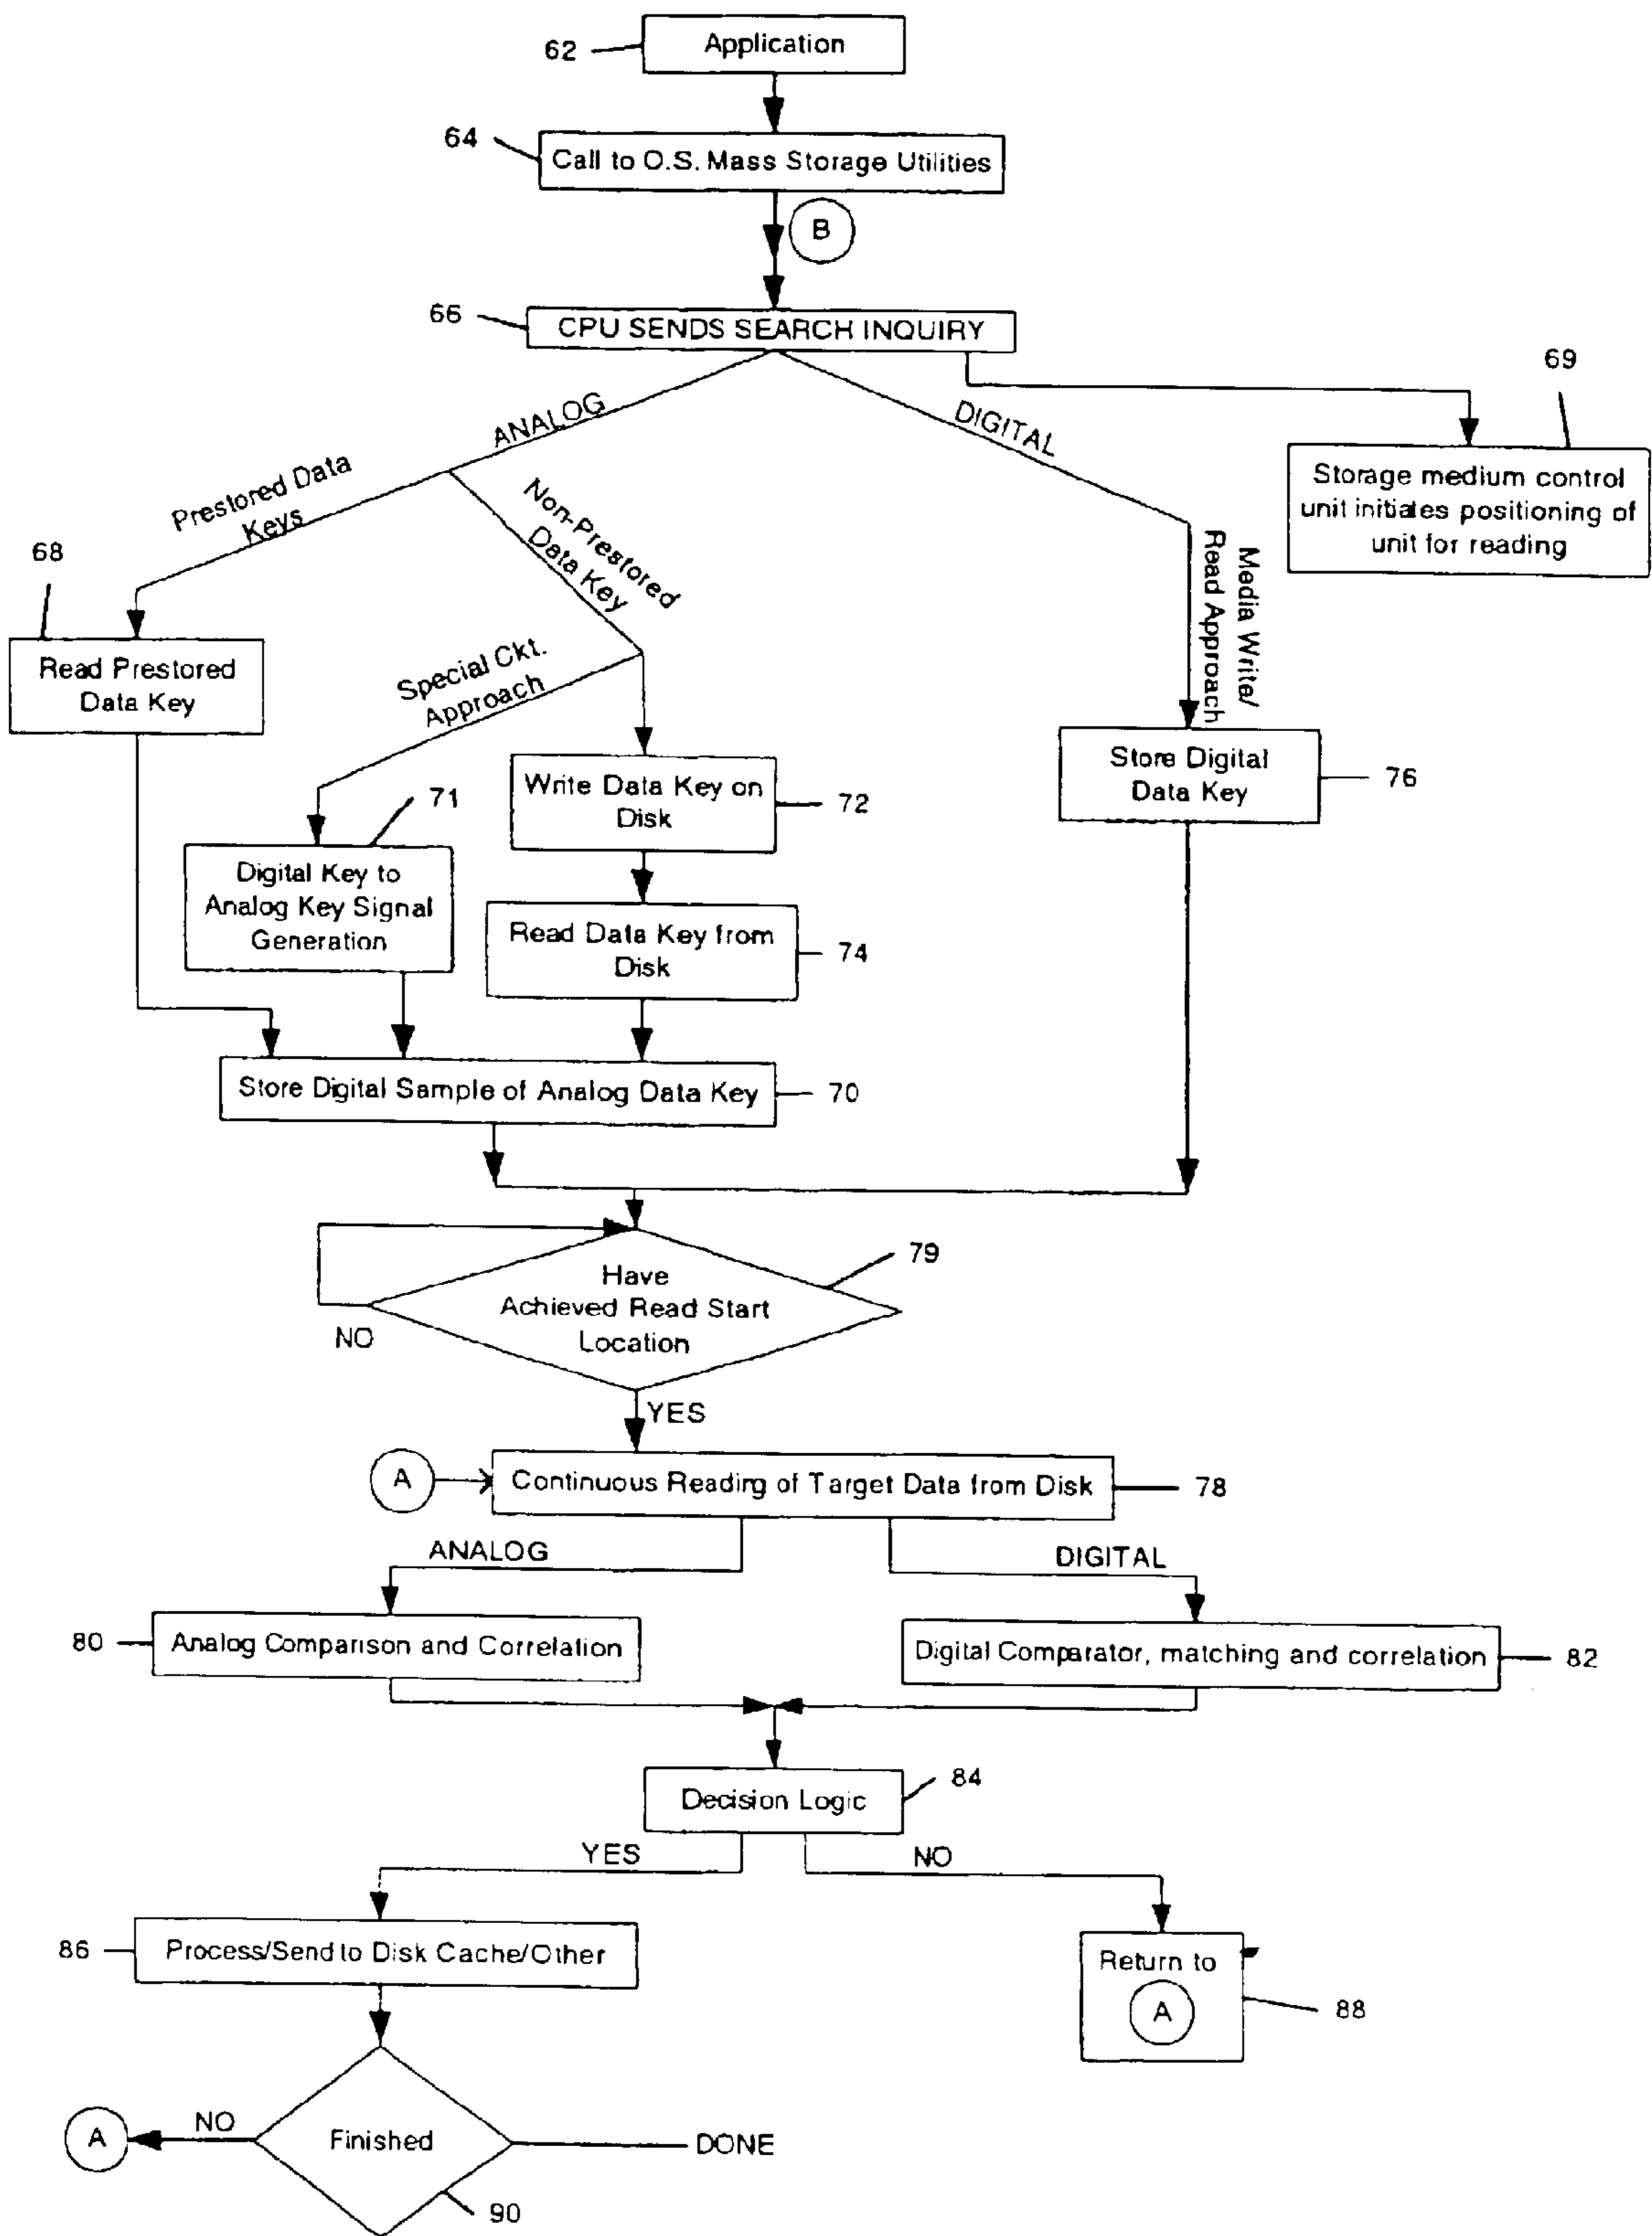 62
Application
64
Call to O.S. Mass Storage Utilities
B
66
CPU SENDS SEARCH INQUIRY
69
ANALOG
DIGITAL
Storage medium control
unit initiates positioning of
unit for reading
Prestored Data
Keys
Non-Prestored
Data Key
Media Write/
Read Approach
68
Read Prestored
Data Key
Special Ckt.
Approach
Write Data Key on
Disk
72
Store Digital
Data Key
76
71
Digital Key to
Analog Key Signal
Generation
Read Data Key from
Disk
74
Store Digital Sample of Analog Data Key
70
79
Have
Achieved Read Start
Location
NO
YES
A
Continuous Reading of Target Data from Disk
78
ANALOG
DIGITAL
80
Analog Comparison and Correlation
Digital Comparator, matching and correlation
82
Decision Logic
84
YES
NO
86
Process/Send to Disk Cache/Other
Return to
A
88
A
NO
Finished
DONE
90